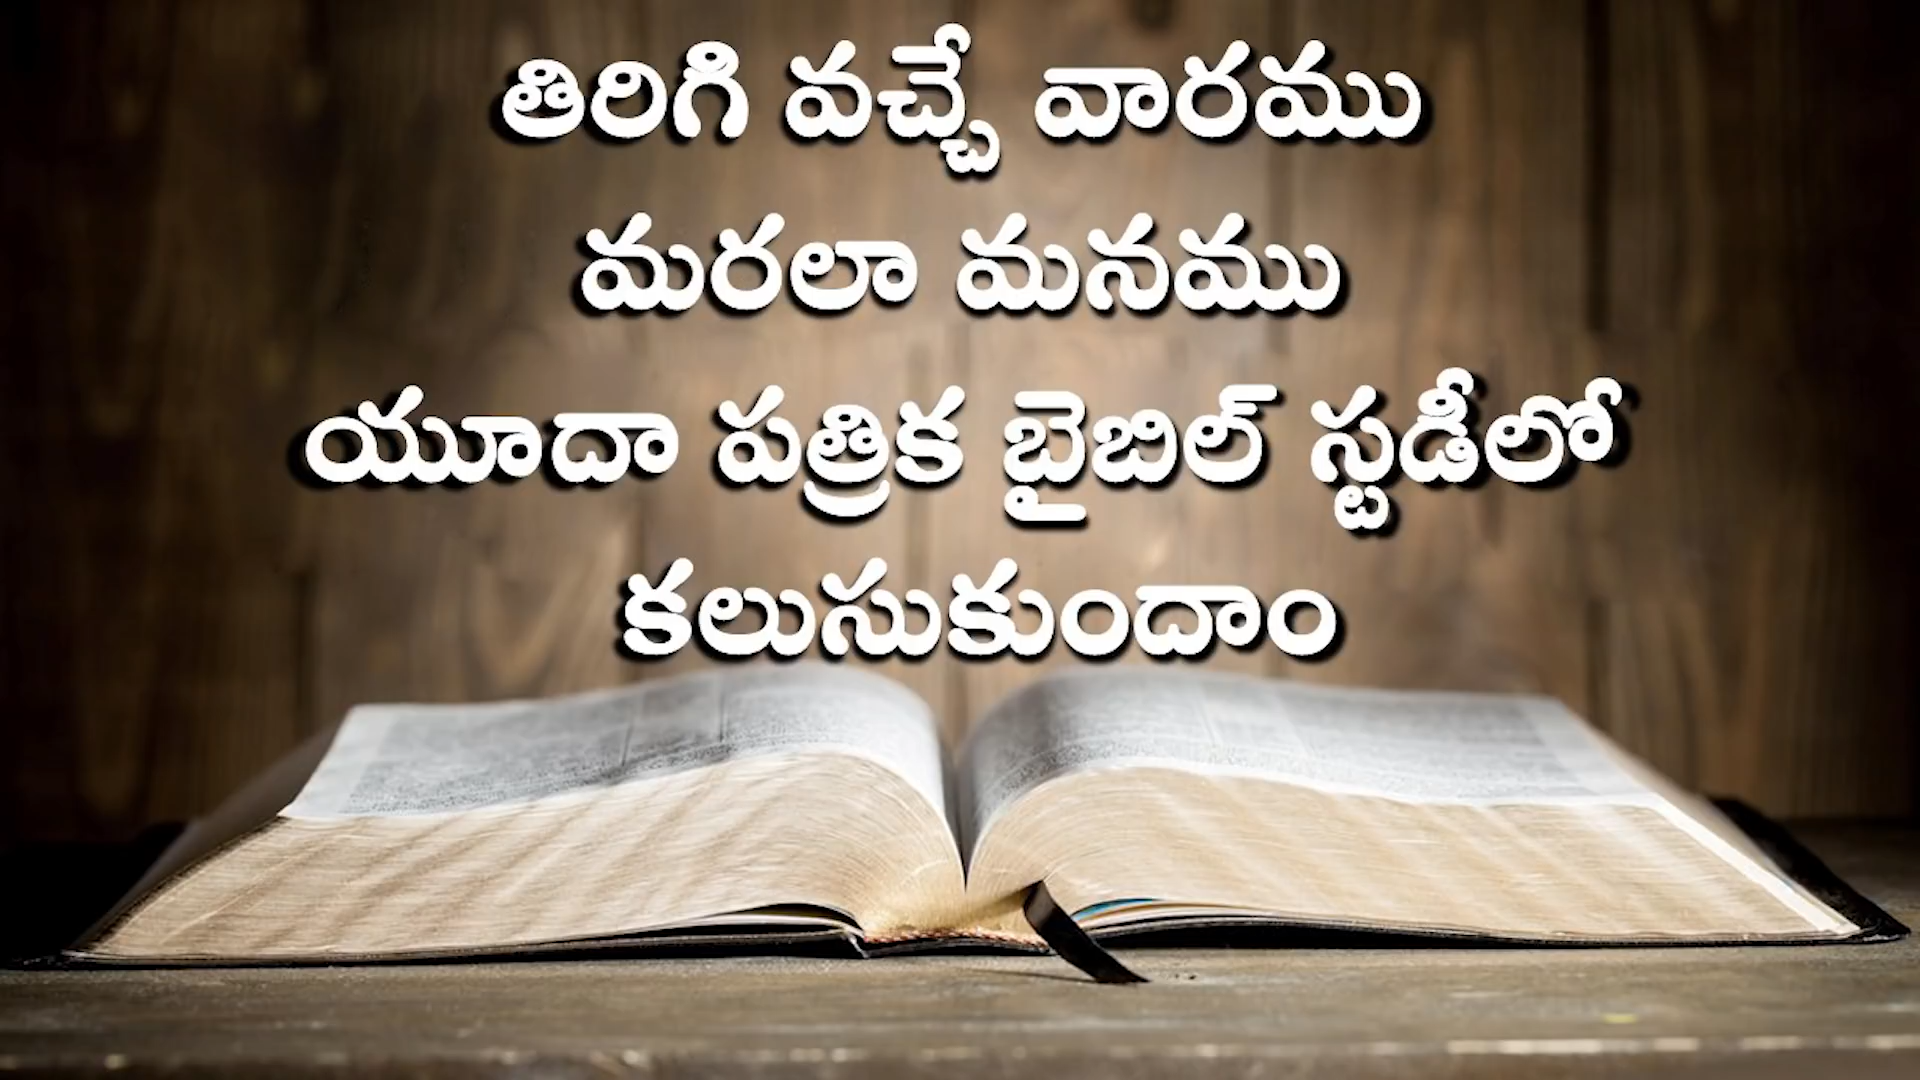 తిరిగి వచ్చే వారము
మరలా మనము
యూదా పత్రిక బైబిల్ స్టడీలో
కలుసుకుందాం